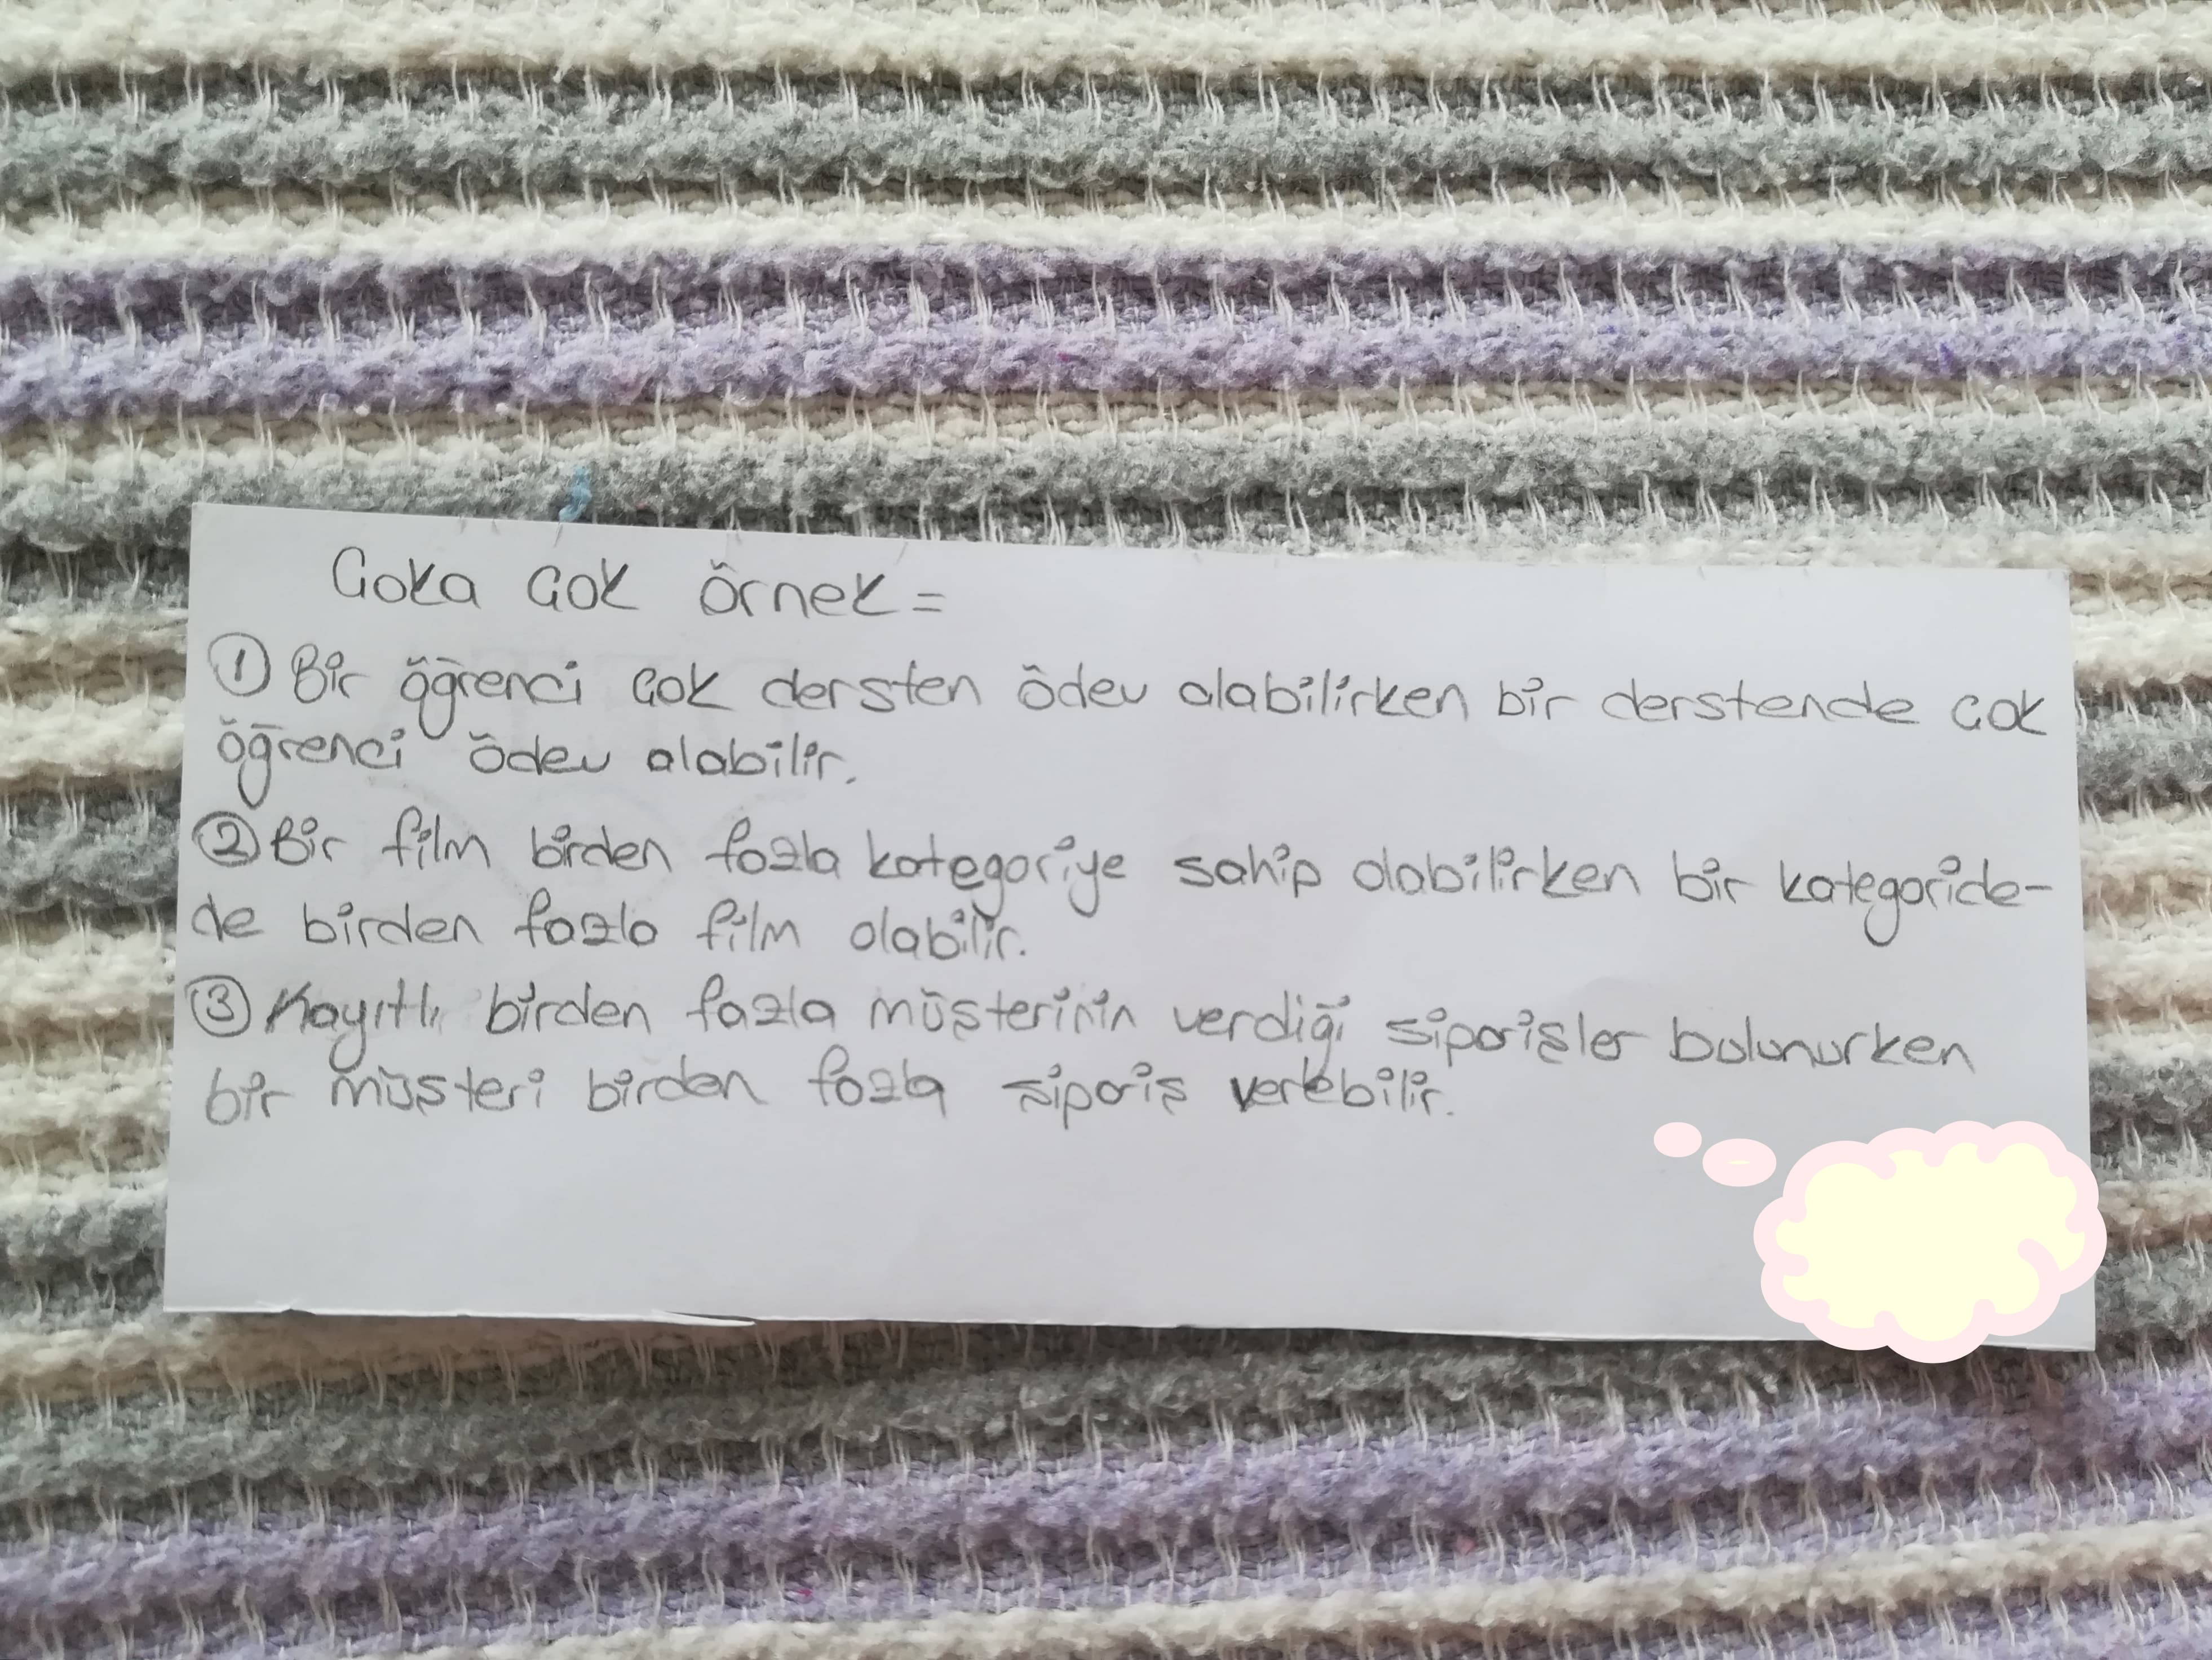 Çoka Çok örnek =
① Bir öğrenci çok dersten ödev alabilirken bir derstende çok
öğrenci ödev alabilir.
② Bir film birden fazla kategoriye sahip olabilirken bir kategoride-
de birden fazla film olabilir.
③ Kayıtlı birden fazla müşterinin verdiği siparişler bulunurken
bir müşteri birden fazla sipariş verebilir.